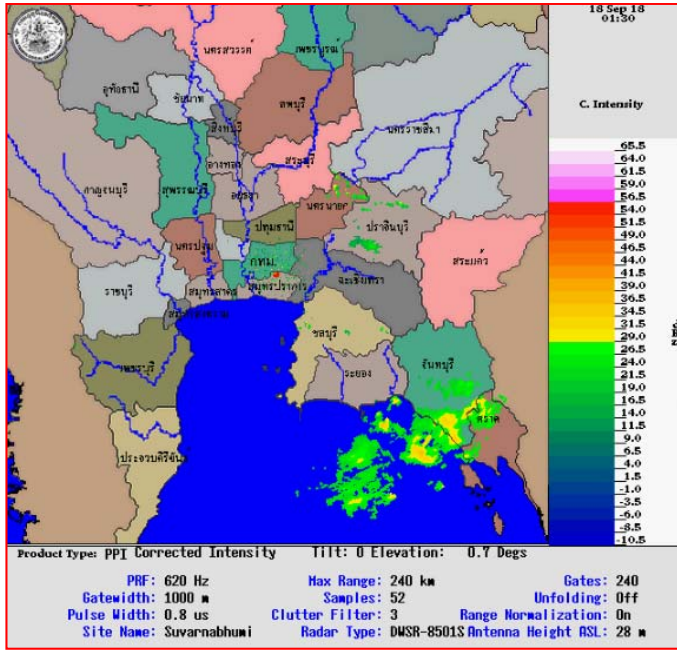 18 Sep 18
01:30
C. Intensity
65.5
64.0
61.5
59.0
56.5
54.0
51.5
49.0
46.5
44.0
41.5
39.0
36.5
34.0
31.5
29.0
26.5
24.0
21.5
19.0
16.5
14.0
11.5
9.0
6.5
4.0
1.5
-1.0
-3.5
-6.0
-8.5
-10.5
นครสวรรค์
เพชรบูรณ์
อุทัยธานี
ชัยนาท
ลพบุรี
สิงห์บุรี
นครราชสีมา
อ่างทอง
สระบุรี
กาญจนบุรี
สุพรรณบุรี
อยุธยา
นครนายก
ปทุมธานี
ปราจีนบุรี
นครปฐม
กทม.
สระแก้ว
ราชบุรี
สมุทรสาคร
สมุทรปราการ
ฉะเชิงเทรา
เพชรบุรี
ชลบุรี
จันทบุรี
ระยอง
ตราด
ประจวบคีรีขันธ์
Product Type: PPI Corrected Intensity Tilt: 0 Elevation: 0.7 Degs
PRF: 620 Hz Max Range: 240 km Gates: 240
Gatewidth: 1000 m Samples: 52 Unfolding: Off
Pulse Width: 0.8 us Clutter Filter: 3 Range Normalization: On
Site Name: Suvarnabhumi Radar Type: DWSR-8501S Antenna Height ASL: 28 m